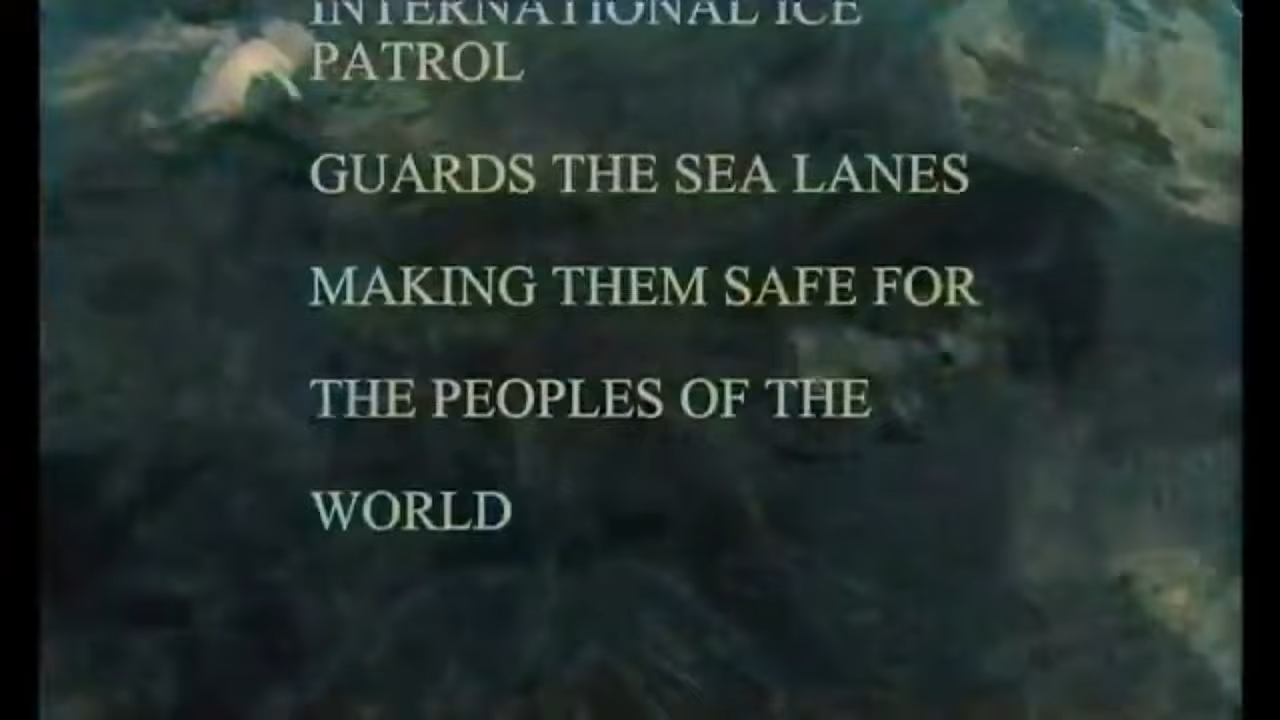 INTERNATIONAL ICE
PATROL
GUARDS THE SEA LANES
MAKING THEM SAFE FOR
THE PEOPLES OF THE
WORLD